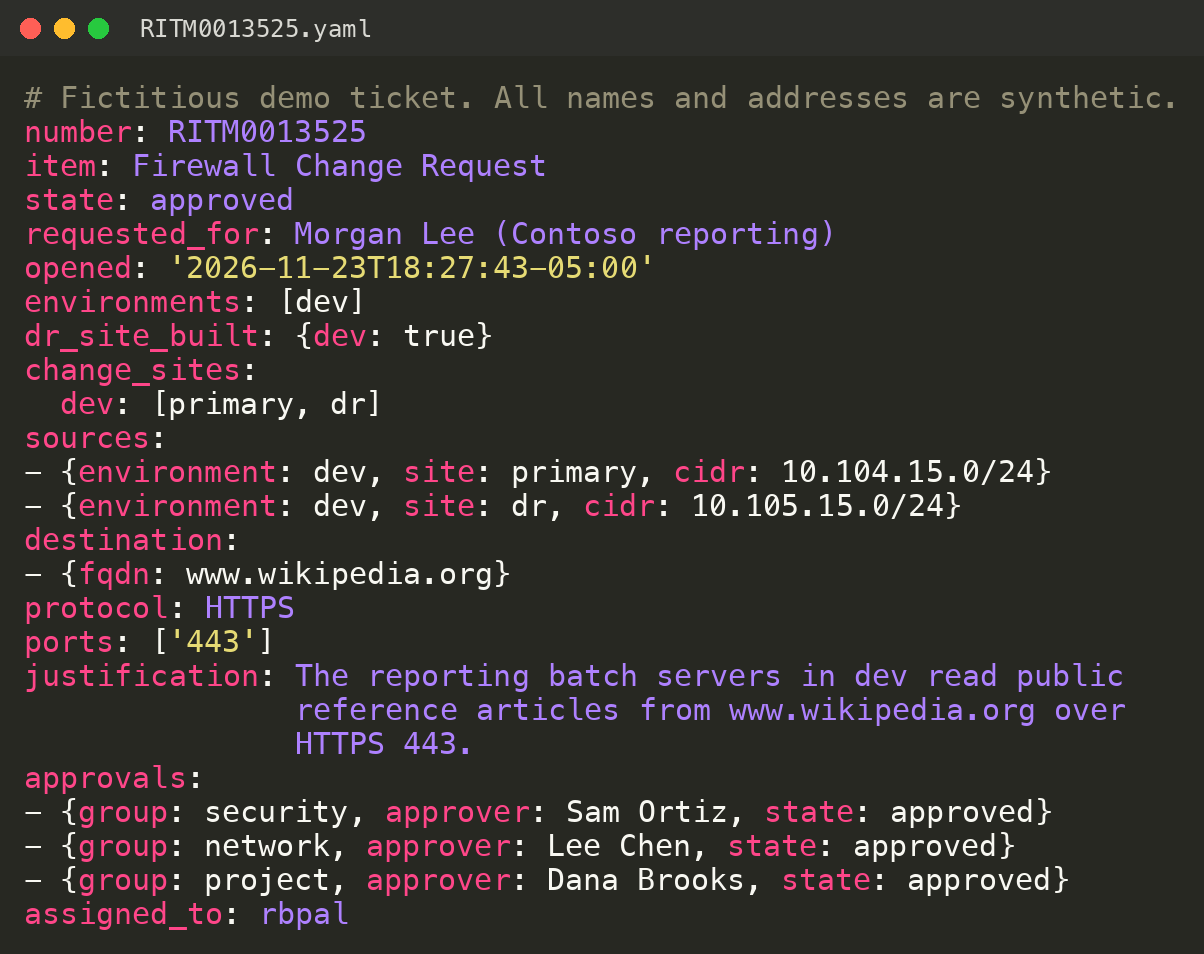 RITM0013525.yaml
# Fictitious demo ticket. All names and addresses are synthetic.
number: RITM0013525
item: Firewall Change Request
state: approved
requested_for: Morgan Lee (Contoso reporting)
opened: '2026-11-23T18:27:43-05:00'
environments: [dev]
dr_site_built: {dev: true}
change_sites:
  dev: [primary, dr]
sources:
- {environment: dev, site: primary, cidr: 10.104.15.0/24}
- {environment: dev, site: dr, cidr: 10.105.15.0/24}
destination:
- {fqdn: www.wikipedia.org}
protocol: HTTPS
ports: ['443']
justification: The reporting batch servers in dev read public
               reference articles from www.wikipedia.org over
               HTTPS 443.
approvals:
- {group: security, approver: Sam Ortiz, state: approved}
- {group: network, approver: Lee Chen, state: approved}
- {group: project, approver: Dana Brooks, state: approved}
assigned_to: rbpal